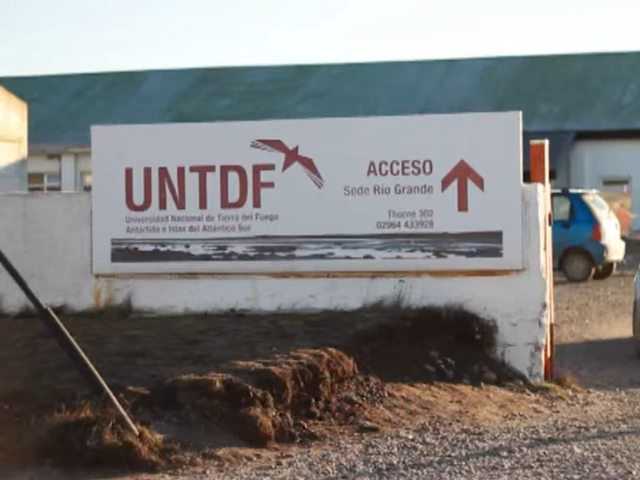 UNTDF
Universidad Nacional de Tierra del Fuego
Antártida e Islas del Atlántico Sur
ACCESO
Sede Río Grande
Thorne 302
02964 433928